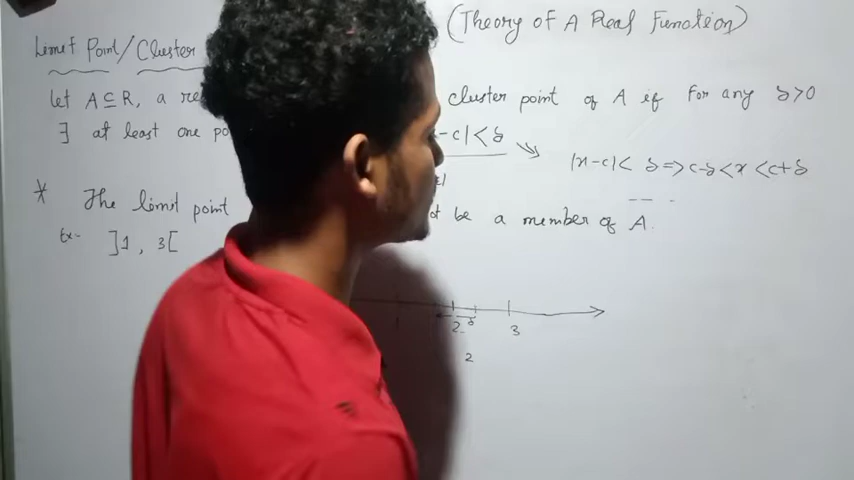 (Theory of A Real Function)
Limit Point/Cluster
let A⊆R, a re cluster point of A if for any δ>0
∃ at least one po -c|<δ
|x-c|< δ => c-δ<x<c+δ
* The limit point be a member of A.
Ex- ]1, 3[
2 δ 3
2